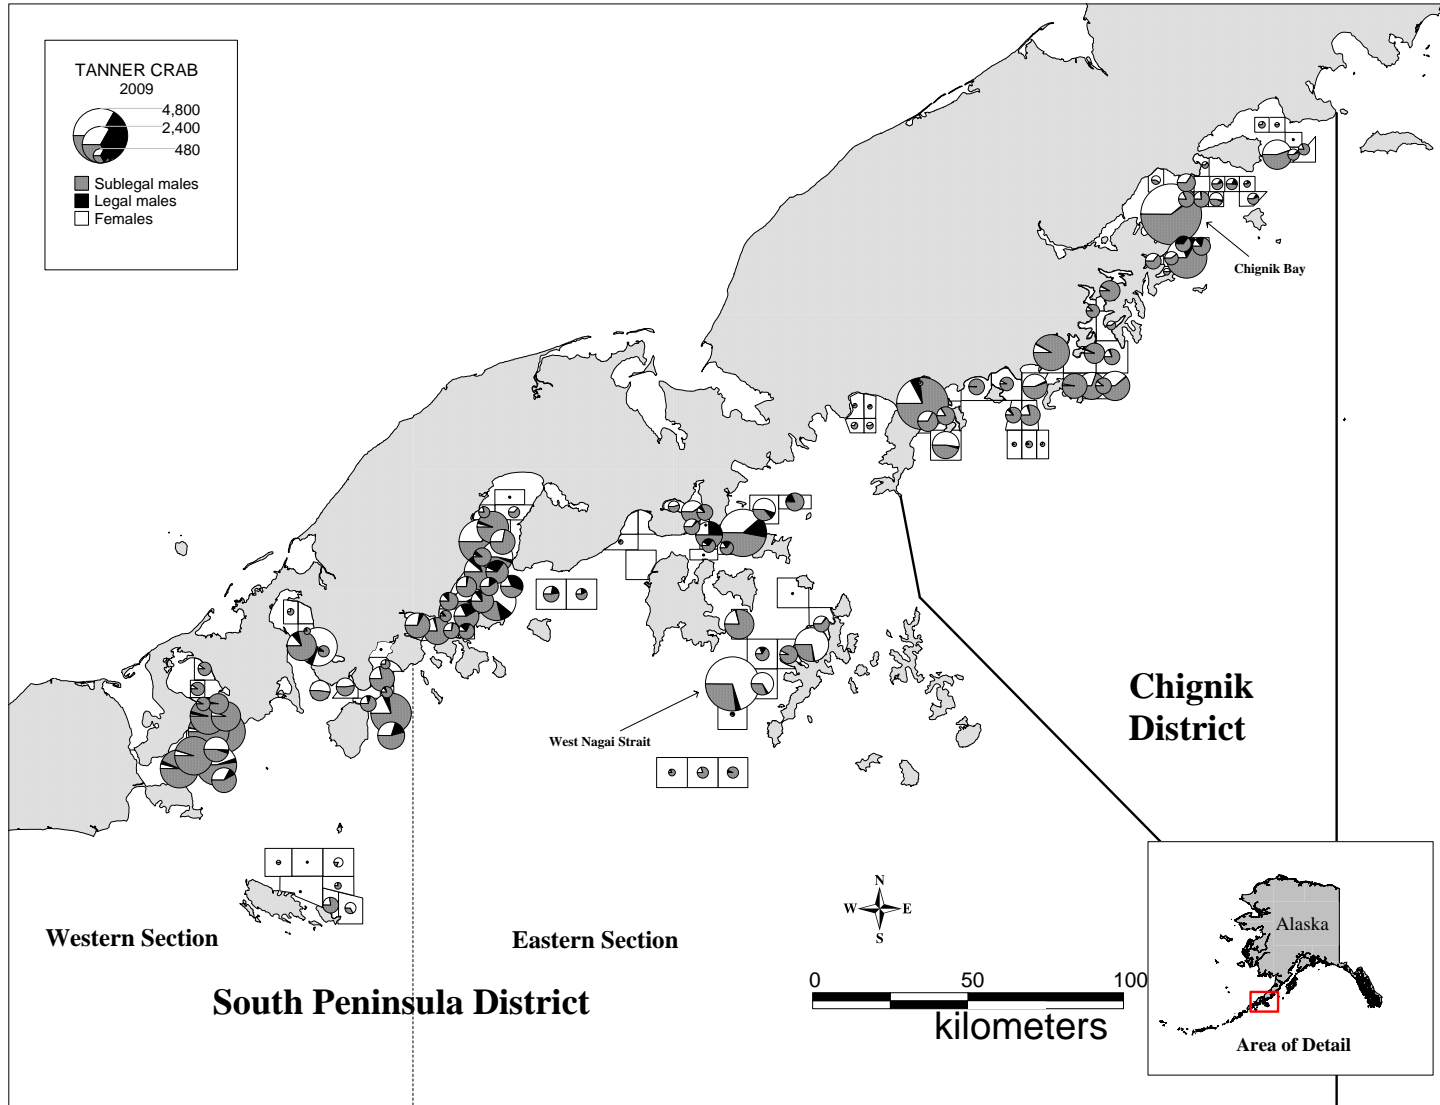 TANNER CRAB
2009
4,800
2,400
480
Sublegal males
Legal males
Females
Chignik Bay
West Nagai Strait
Chignik
District
N
W E
S
Western Section
Eastern Section
South Peninsula District
0 50 100
kilometers
Alaska
Area of Detail